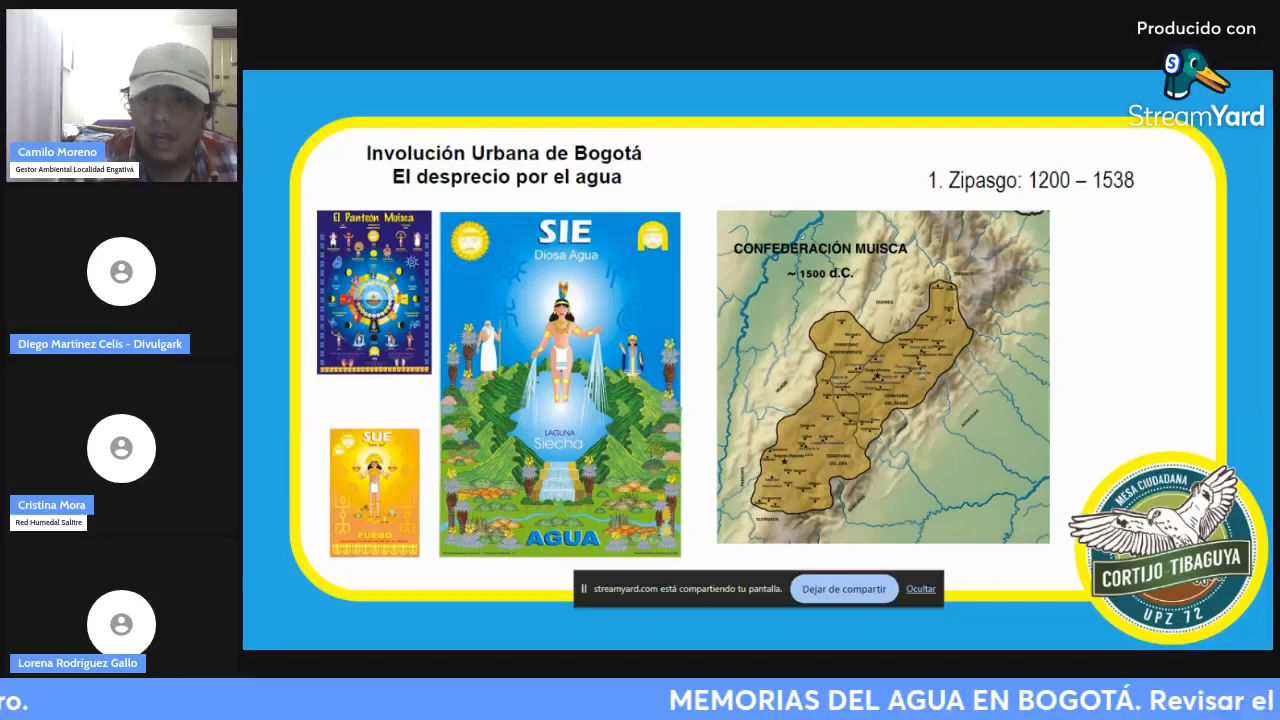 Producido con
StreamYard
Camilo Moreno
Gestor Ambiental Localidad Engativá
Diego Martínez Celis - Divulgark
Cristina Mora
Red Humedal Salitre
Lorena Rodríguez Gallo
Involución Urbana de Bogotá
El desprecio por el agua
1. Zipasgo: 1200 – 1538
El Panteón Muisca
SIE
Diosa Agua
LAGUNA
Siecha
AGUA
SUE
FUEGO
CONFEDERACIÓN MUISCA
~ 1500 d.C.
MESA CIUDADANA
CORTIJO TIBAGUYA
UPZ 72
streamyard.com está compartiendo tu pantalla.
Dejar de compartir
Ocultar
ro.
MEMORIAS DEL AGUA EN BOGOTÁ. Revisar el